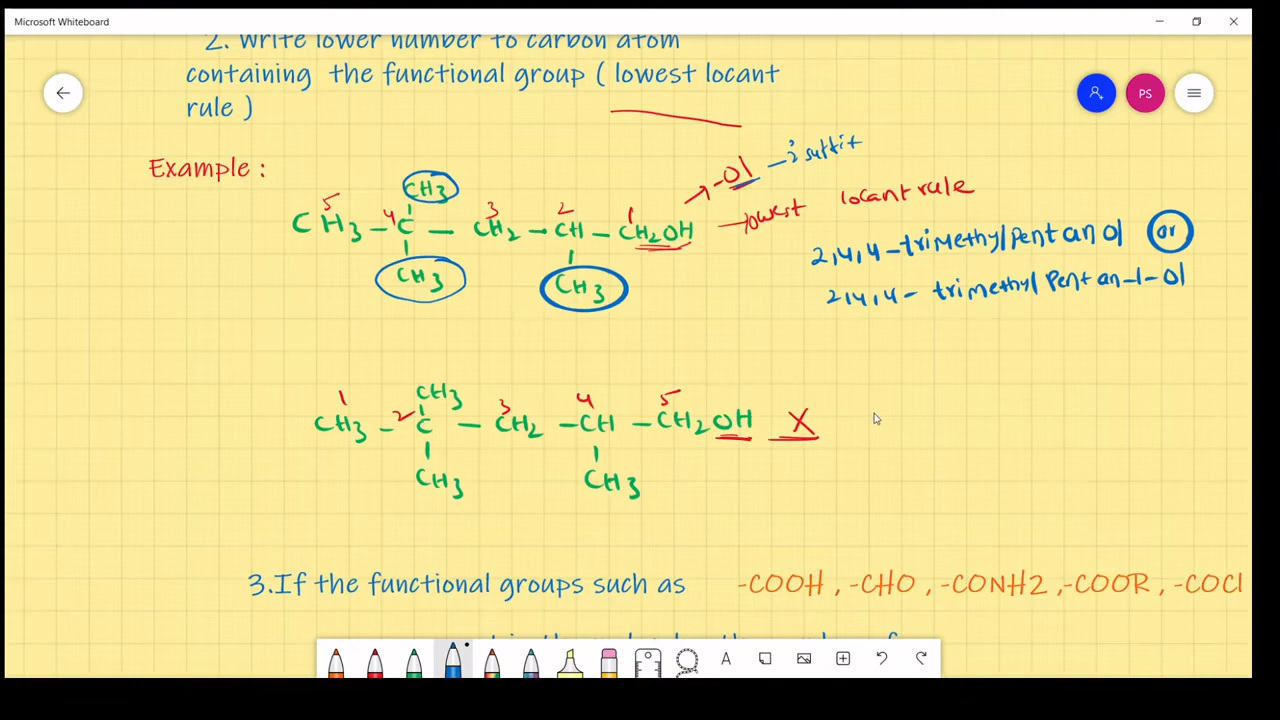 Microsoft Whiteboard
2. Write lower number to carbon atom
containing the functional group ( lowest locant
rule )
PS
Example :
-Ol - 2° suffix
CH3
5 4 3 2 1
CH3 - C - CH2 - CH - CH2OH → lowest locant rule
CH3 CH3
2,4,4-trimethylpentanol or
2,4,4-trimethylpentan-1-ol
CH3
1 2 3 4 5
CH3 - C - CH2 - CH - CH2OH X
CH3 CH3
3.If the functional groups such as -COOH , -CHO , -CONH2 ,-COOR , -COCl
A